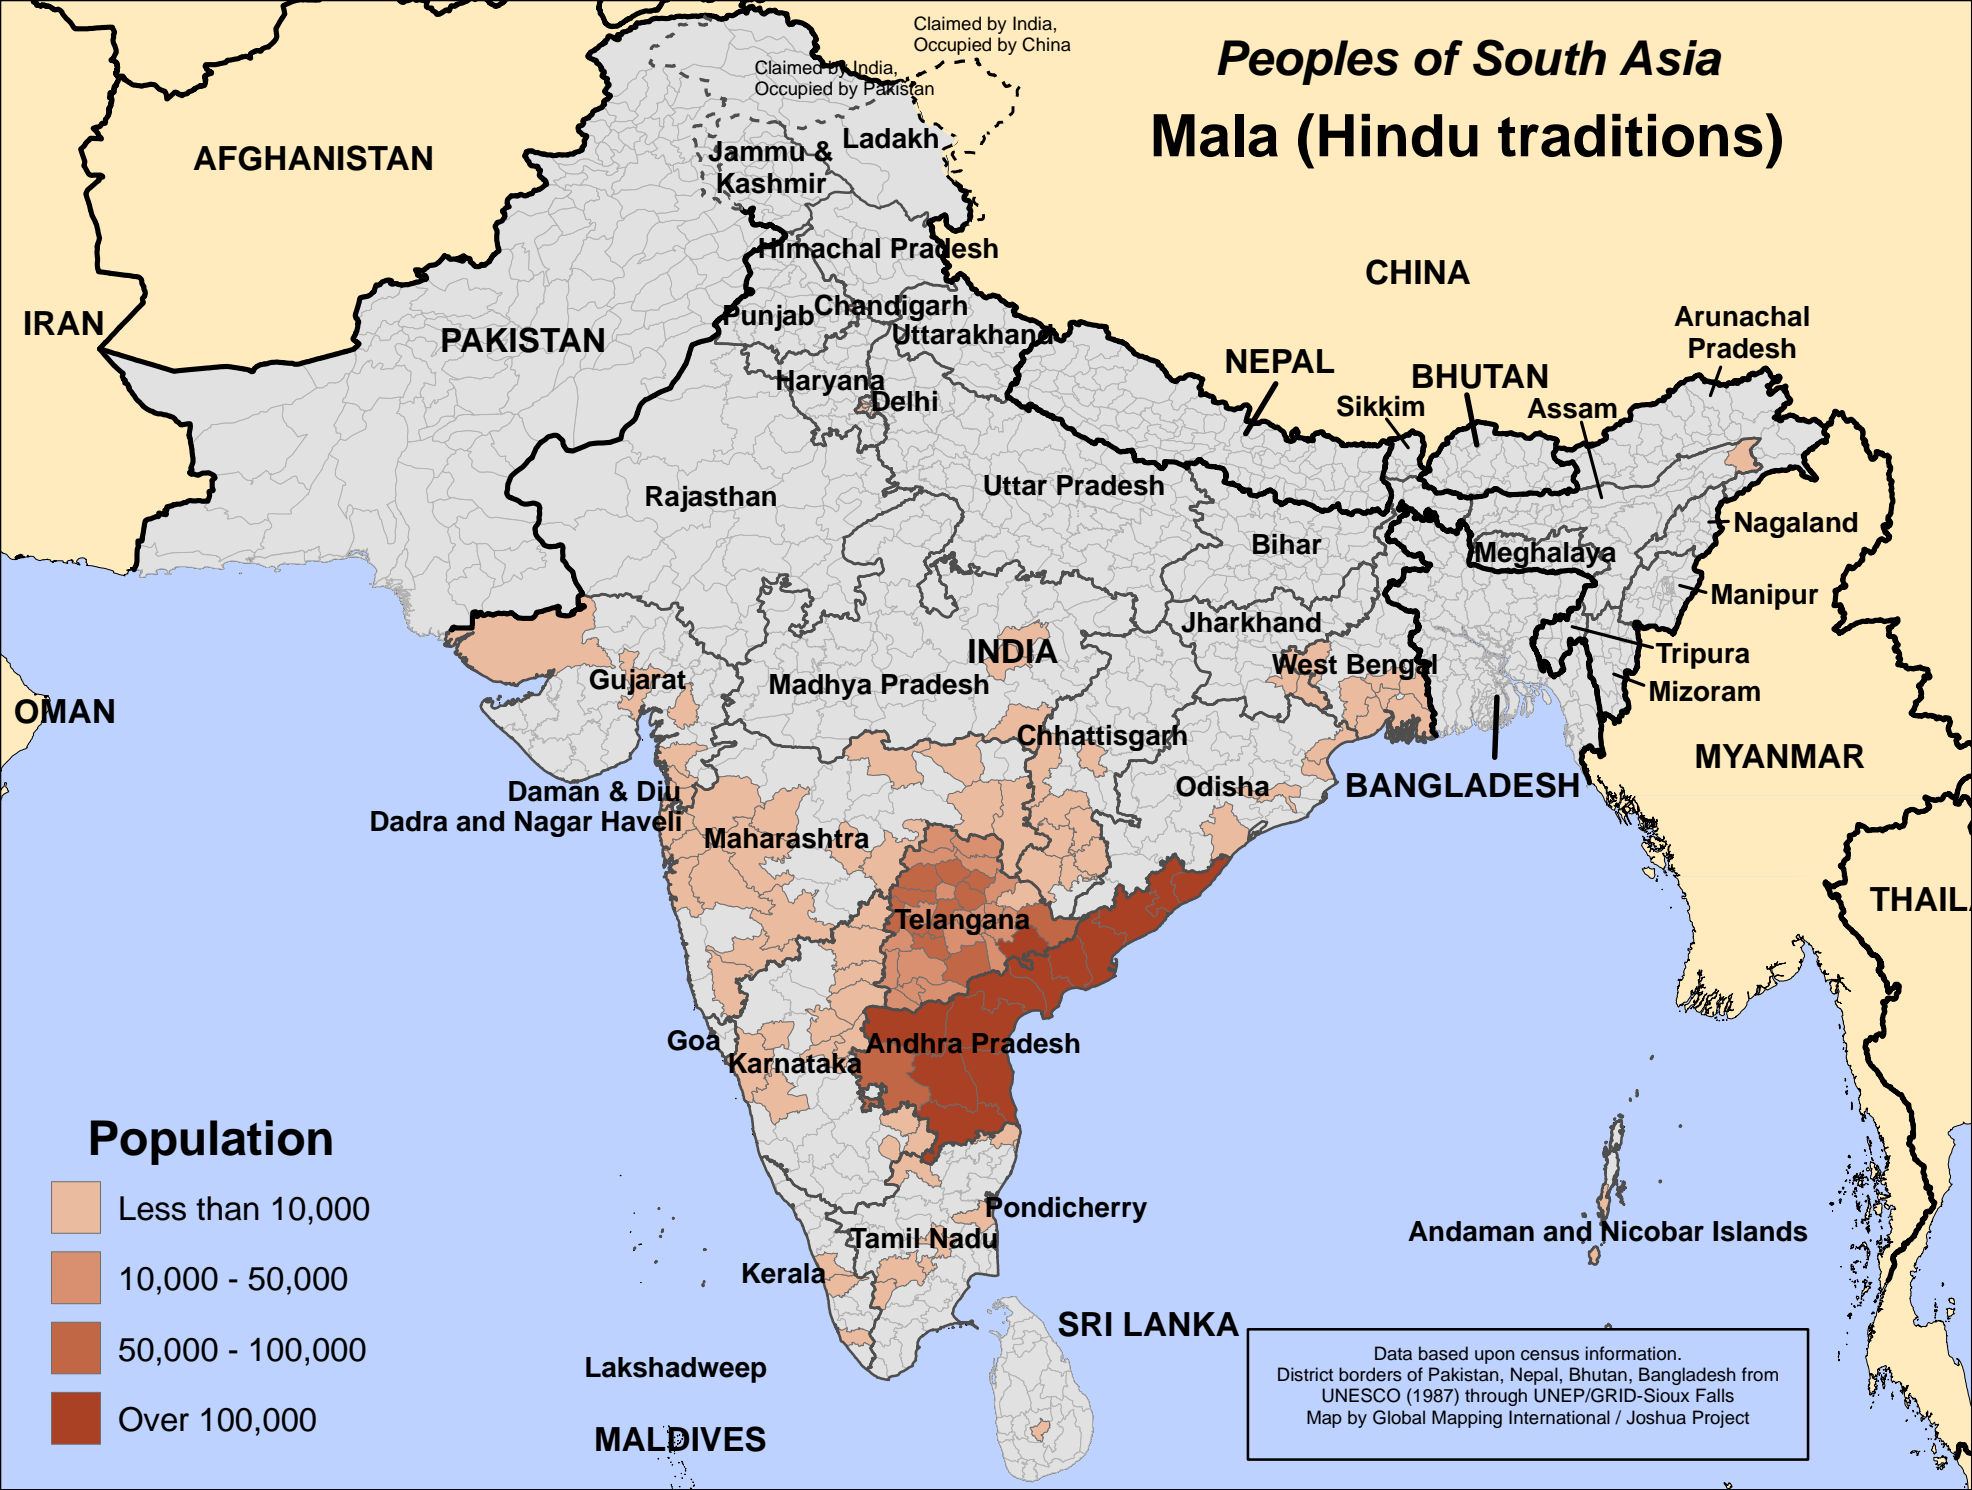 Claimed by India,
Occupied by China
Peoples of South Asia
Claimed by India,
Occupied by Pakistan
Mala (Hindu traditions)
AFGHANISTAN
Ladakh
Jammu &
Kashmir
Himachal Pradesh
CHINA
IRAN
PAKISTAN
Punjab
Chandigarh
Uttarakhand
Arunachal
Pradesh
NEPAL
BHUTAN
Haryana
Delhi
Sikkim
Assam
Rajasthan
Uttar Pradesh
Nagaland
Bihar
Meghalaya
Manipur
Jharkhand
INDIA
West Bengal
Tripura
Gujarat
Madhya Pradesh
Mizoram
OMAN
Chhattisgarh
MYANMAR
Odisha
BANGLADESH
Daman & Diu
Dadra and Nagar Haveli
Maharashtra
THAIL
Telangana
Goa
Karnataka
Andhra Pradesh
Pondicherry
Tamil Nadu
Andaman and Nicobar Islands
Kerala
SRI LANKA
Lakshadweep
MALDIVES
Population
Less than 10,000
10,000 - 50,000
50,000 - 100,000
Over 100,000
Data based upon census information.
District borders of Pakistan, Nepal, Bhutan, Bangladesh from
UNESCO (1987) through UNEP/GRID-Sioux Falls
Map by Global Mapping International / Joshua Project